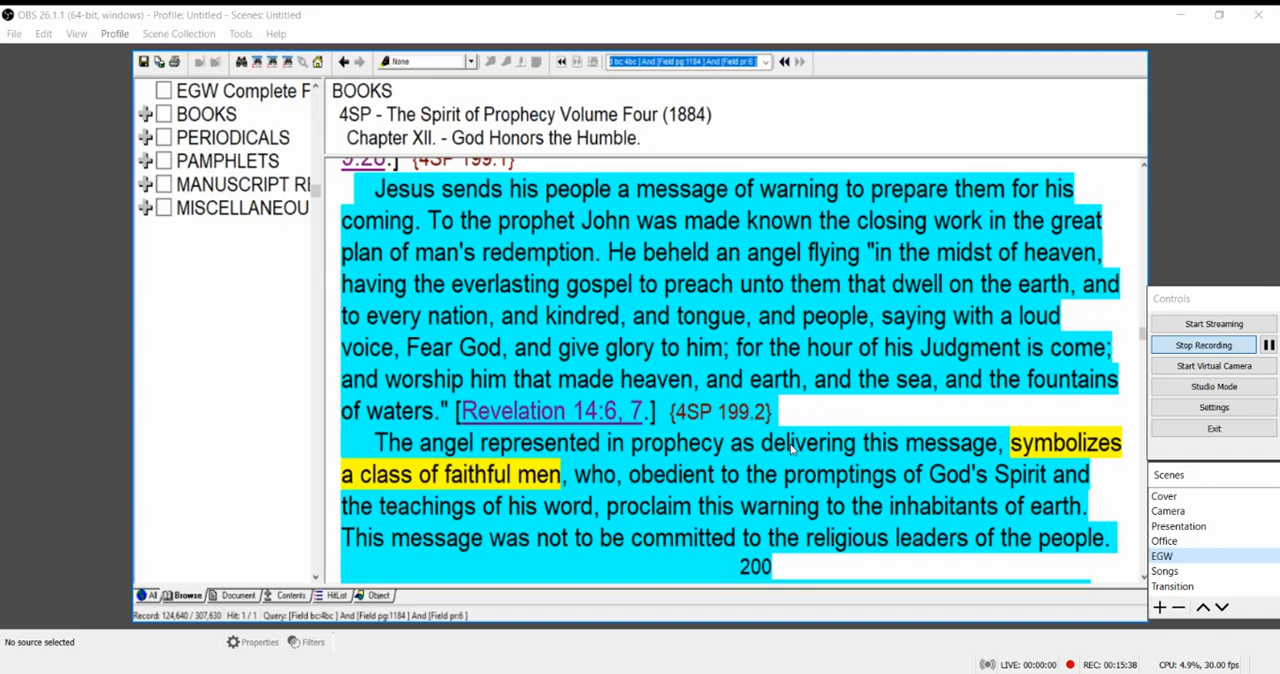 OBS 26.1.1 (64-bit, windows) - Profile: Untitled - Scenes: Untitled
File Edit View Profile Scene Collection Tools Help
None
d bc:4bc ] And [Field pg:1184 ] And [Field pr:6 ]
EGW Complete P
BOOKS
PERIODICALS
PAMPHLETS
MANUSCRIPT RE
MISCELLANEOU
BOOKS
4SP - The Spirit of Prophecy Volume Four (1884)
Chapter XII. - God Honors the Humble.
9:28.] {4SP 199.1}
Jesus sends his people a message of warning to prepare them for his
coming. To the prophet John was made known the closing work in the great
plan of man's redemption. He beheld an angel flying "in the midst of heaven,
having the everlasting gospel to preach unto them that dwell on the earth, and
to every nation, and kindred, and tongue, and people, saying with a loud
voice, Fear God, and give glory to him; for the hour of his Judgment is come;
and worship him that made heaven, and earth, and the sea, and the fountains
of waters." [Revelation 14:6, 7.] {4SP 199.2}
The angel represented in prophecy as delivering this message, symbolizes
a class of faithful men, who, obedient to the promptings of God's Spirit and
the teachings of his word, proclaim this warning to the inhabitants of earth.
This message was not to be committed to the religious leaders of the people.
200
All Browse Document Contents HitList Object
Record: 124,640 / 307,630 Hit: 1 / 1 Query: [Field bc:4bc ] And [Field pg:1184 ] And [Field pr:6 ]
Controls
Start Streaming
Stop Recording
Start Virtual Camera
Studio Mode
Settings
Exit
Scenes
Cover
Camera
Presentation
Office
EGW
Songs
Transition
No source selected
Properties Filters
LIVE: 00:00:00 REC: 00:15:38 CPU: 4.9%, 30.00 fps